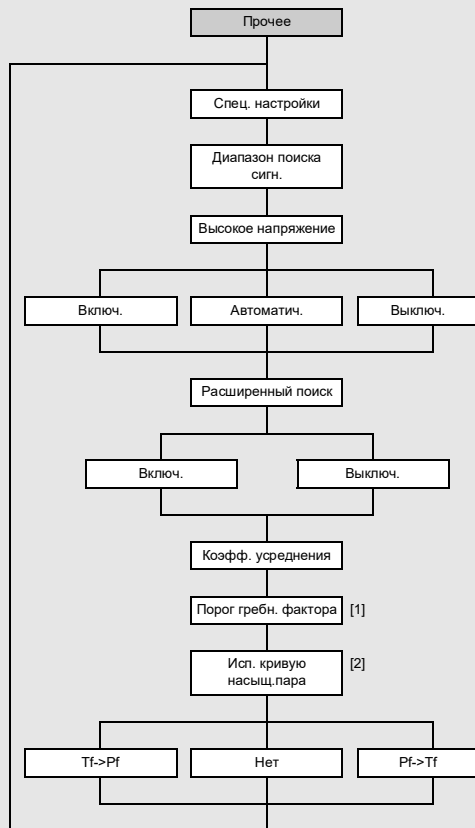 Прочее
Спец. настройки
Диапазон поиска
сигн.
Высокое напряжение
Включ.
Автоматич.
Выключ.
Расширенный поиск
Включ.
Выключ.
Коэфф. усреднения
Порог гребн. фактора [1]
Исп. кривую [2]
насыщ.пара
Tf->Pf
Нет
Pf->Tf